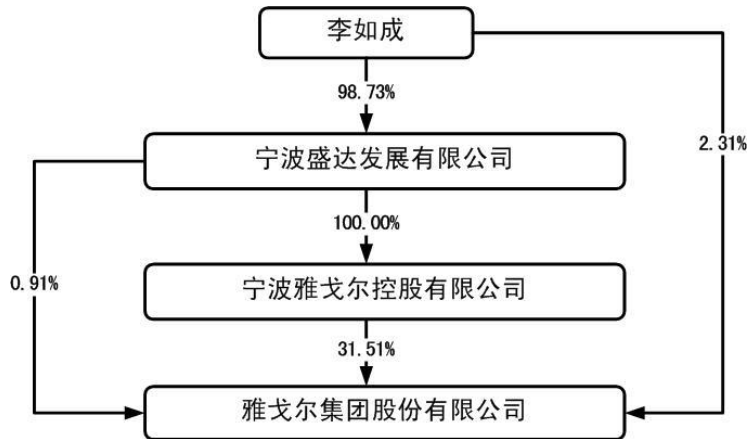 李如成
98.73%
2.31%
宁波盛达发展有限公司
100.00%
0.91%
宁波雅戈尔控股有限公司
31.51%
雅戈尔集团股份有限公司